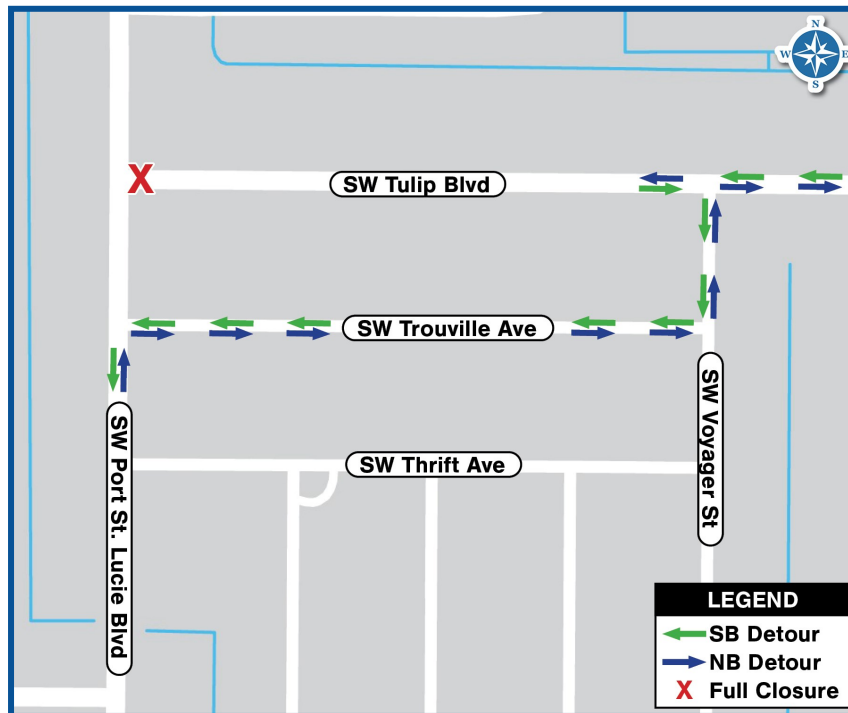 N
W E
S
X
SW Tulip Blvd
SW Trouville Ave
SW Thrift Ave
SW Port St. Lucie Blvd
SW Voyager St
LEGEND
SB Detour
NB Detour
X Full Closure